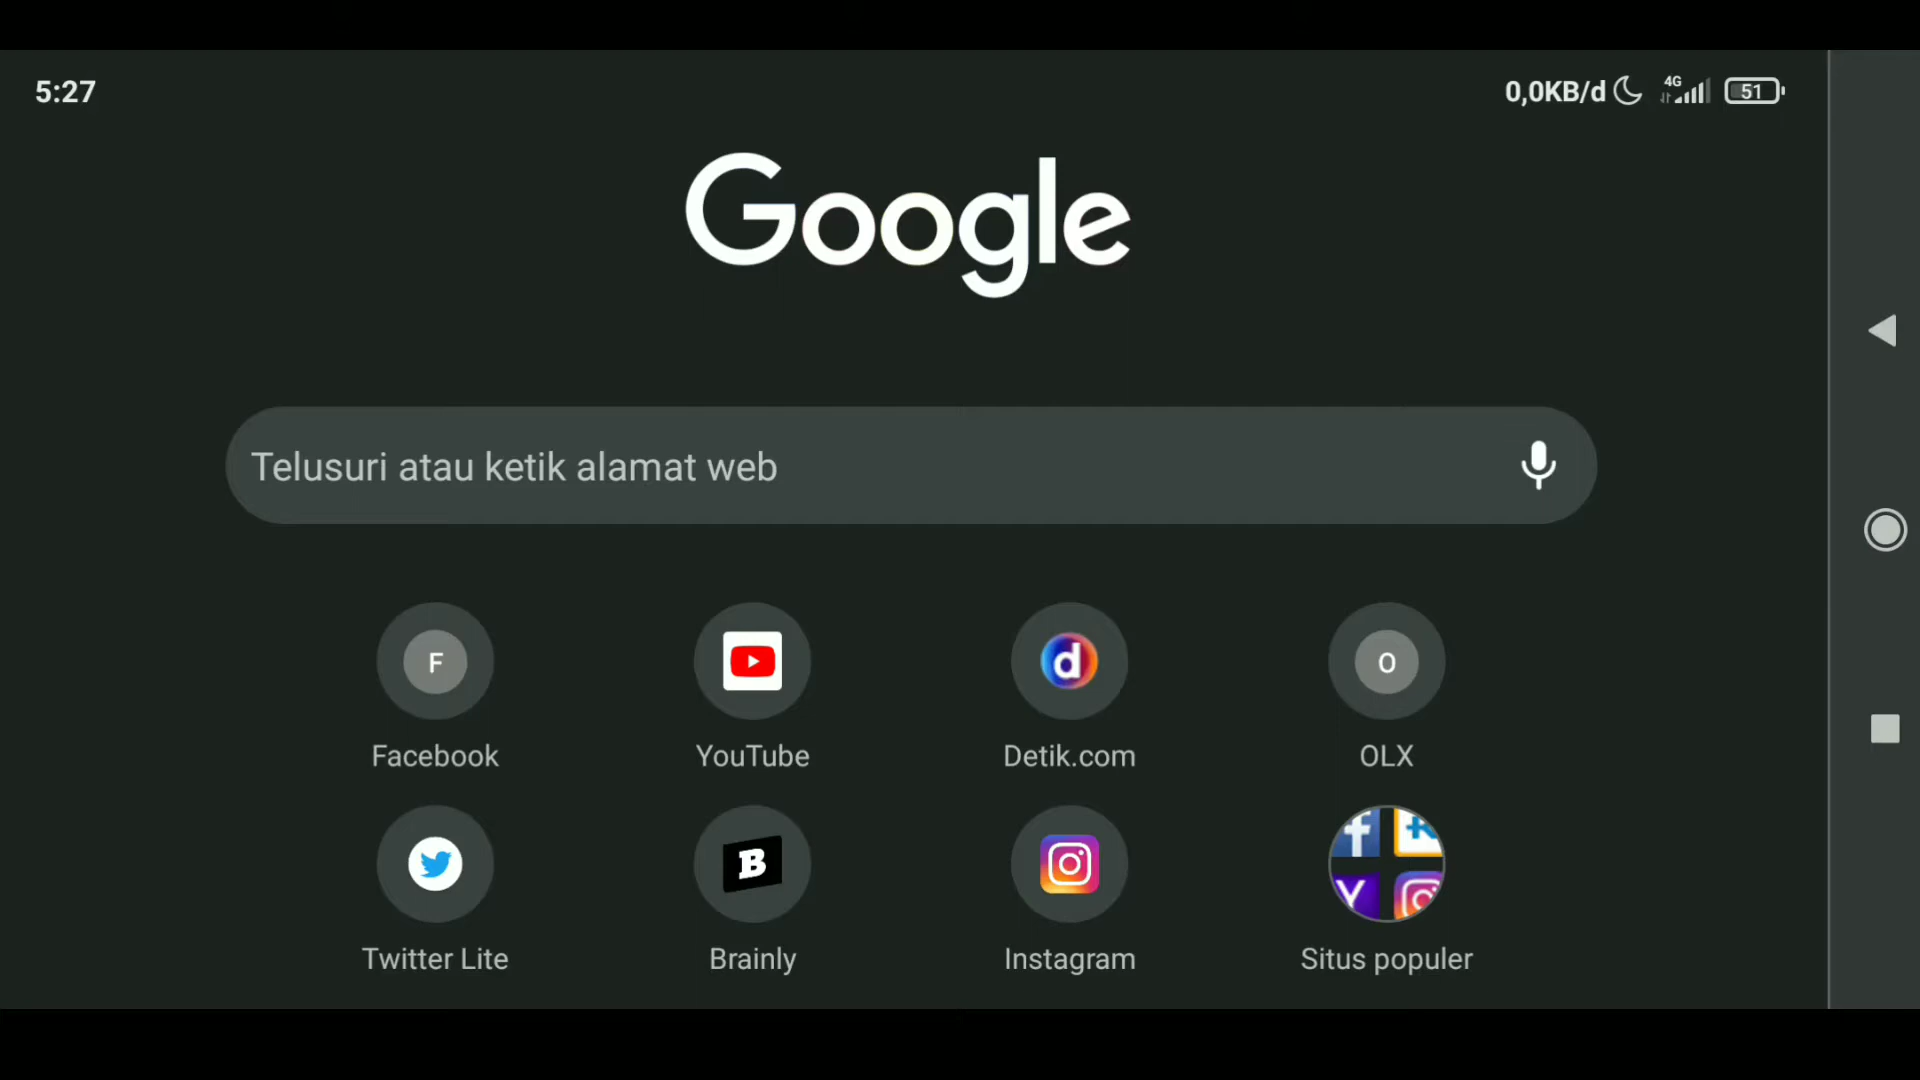 5:27
0,0KB/d 4G 51
Google
Telusuri atau ketik alamat web
F
d
O
Facebook
YouTube
Detik.com
OLX
B
Twitter Lite
Brainly
Instagram
Situs populer